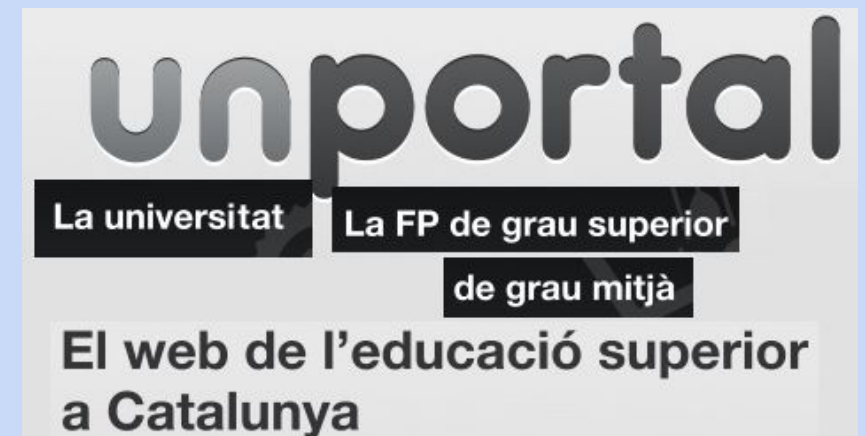 unportal
La universitat
La FP de grau superior
de grau mitjà
El web de l'educació superior
a Catalunya